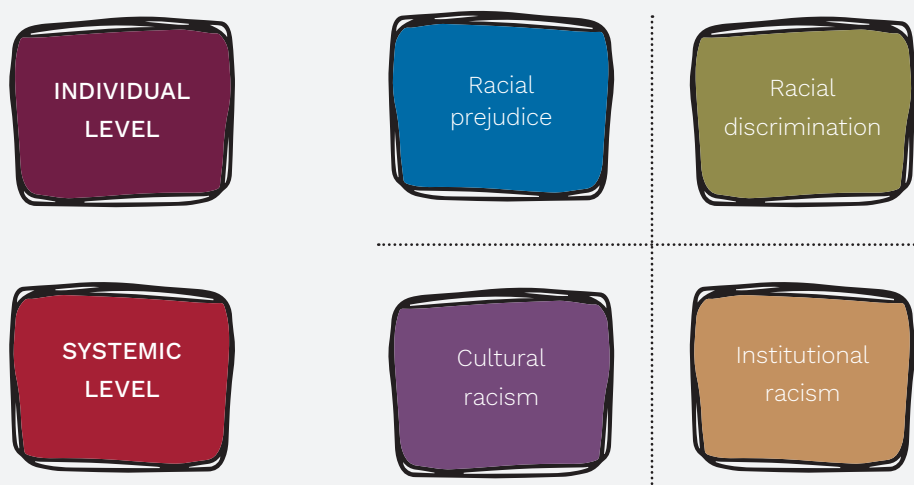 INDIVIDUAL
LEVEL
Racial
prejudice
Racial
discrimination
SYSTEMIC
LEVEL
Cultural
racism
Institutional
racism